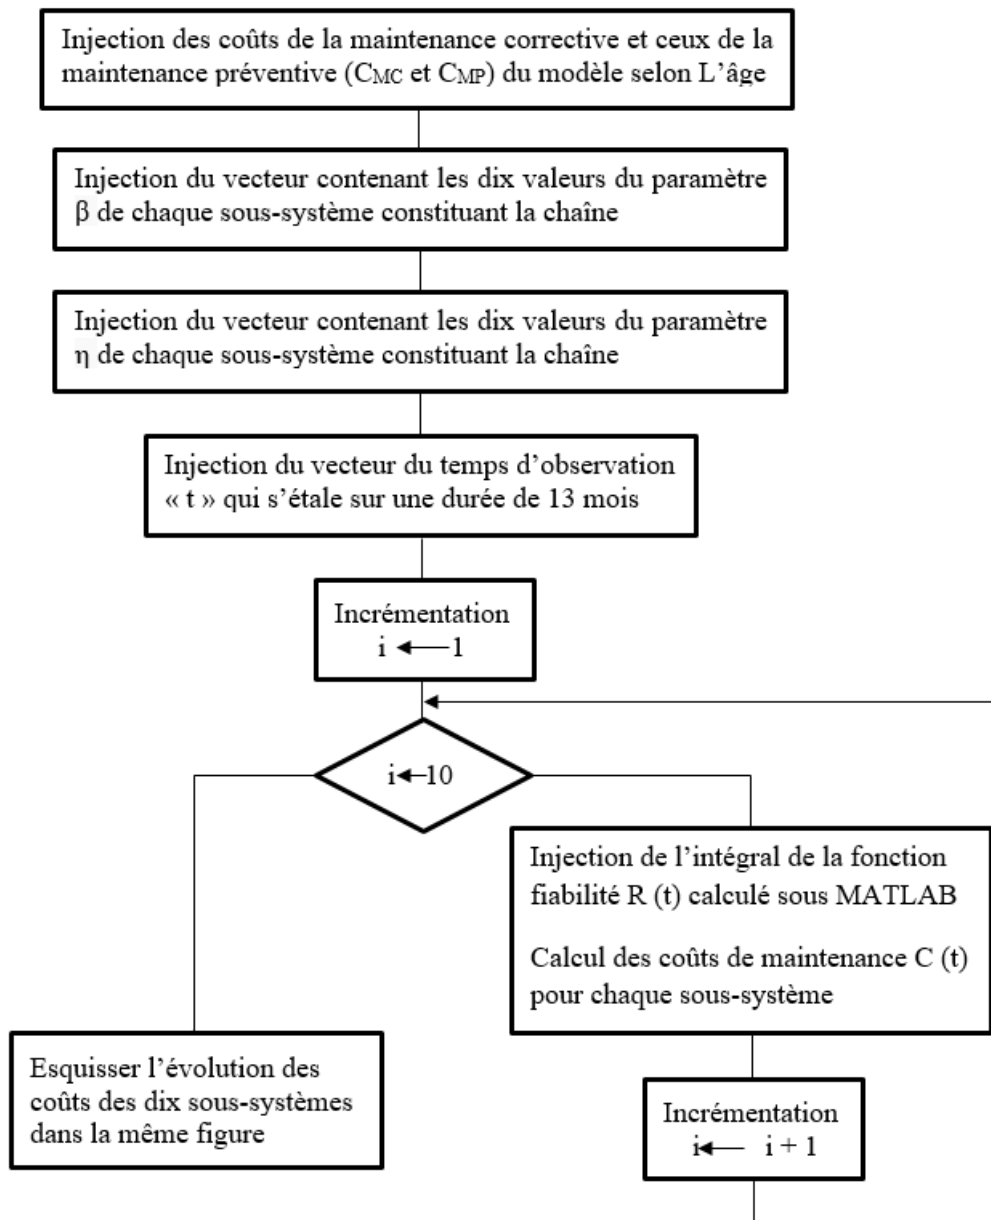 Injection des coûts de la maintenance corrective et ceux de la
maintenance préventive (CMC et CMP) du modèle selon L’âge
Injection du vecteur contenant les dix valeurs du paramètre
β de chaque sous-système constituant la chaîne
Injection du vecteur contenant les dix valeurs du paramètre
η de chaque sous-système constituant la chaîne
Injection du vecteur du temps d’observation
« t » qui s’étale sur une durée de 13 mois
Incrémentation
i ← 1
i←10
Injection de l’intégral de la fonction
fiabilité R (t) calculé sous MATLAB
Calcul des coûts de maintenance C (t)
pour chaque sous-système
Esquisser l’évolution des
coûts des dix sous-systèmes
dans la même figure
Incrémentation
i← i + 1